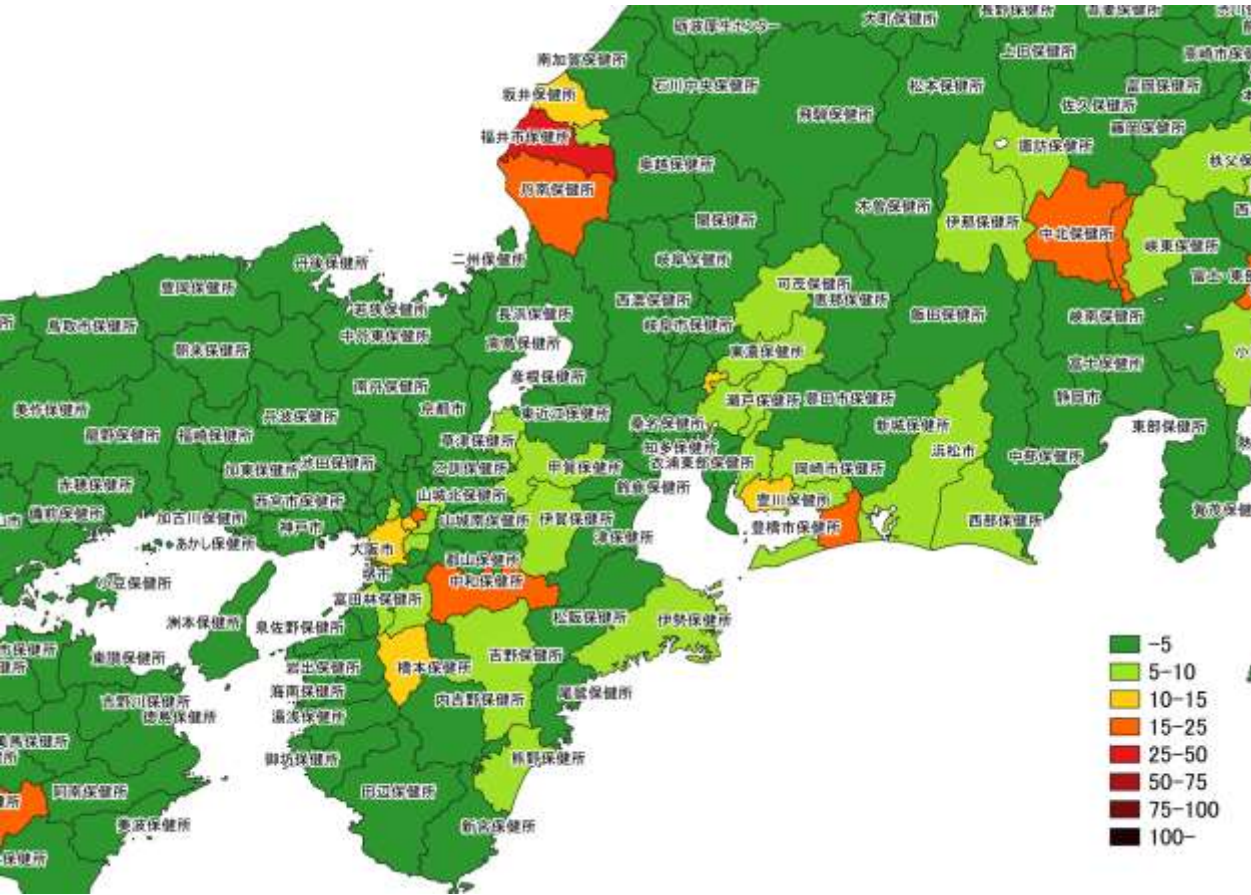 砺波厚生センター
大町保健所
長野保健所
吾妻保健所
南加賀保健所
上田保健所
坂井保健所
石川中央保健所
松本保健所
富岡保健所
飛騨保健所
佐久保健所
藤岡保健所
福井市保健所
諏訪保健所
奥越保健所
丹南保健所
木曽保健所
関保健所
伊那保健所
中北保健所
峡東保健所
二州保健所
岐阜保健所
丹後保健所
豊岡保健所
可茂保健所
恵那保健所
西濃保健所
若狭保健所
長浜保健所
飯田保健所
峡南保健所
鳥取市保健所
岐阜市保健所
中丹東保健所
朝来保健所
東濃保健所
富士保健所
彦根保健所
南丹保健所
瀬戸保健所
豊田市保健所
静岡市
美作保健所
京都市
東近江保健所
丹波保健所
桑名保健所
新城保健所
東部保健所
龍野保健所
福崎保健所
草津保健所
知多保健所
浜松市
中部保健所
加東保健所
池田保健所
乙訓保健所
甲賀保健所
衣浦東部保健所
岡崎市保健所
赤穂保健所
鈴鹿保健所
山城北保健所
豊川保健所
備前保健所
加古川保健所
山城南保健所
伊賀保健所
西部保健所
神戸市
豊橋市保健所
あかし保健所
大阪市
津保健所
郡山保健所
堺市
中和保健所
小豆保健所
富田林保健所
松阪保健所
伊勢保健所
洲本保健所
泉佐野保健所
吉野保健所
岩出保健所
橋本保健所
海南保健所
尾鷲保健所
内吉野保健所
吉野川保健所
徳島保健所
湯浅保健所
御坊保健所
熊野保健所
阿南保健所
田辺保健所
美波保健所
新宮保健所
-5
5-10
10-15
15-25
25-50
50-75
75-100
100-